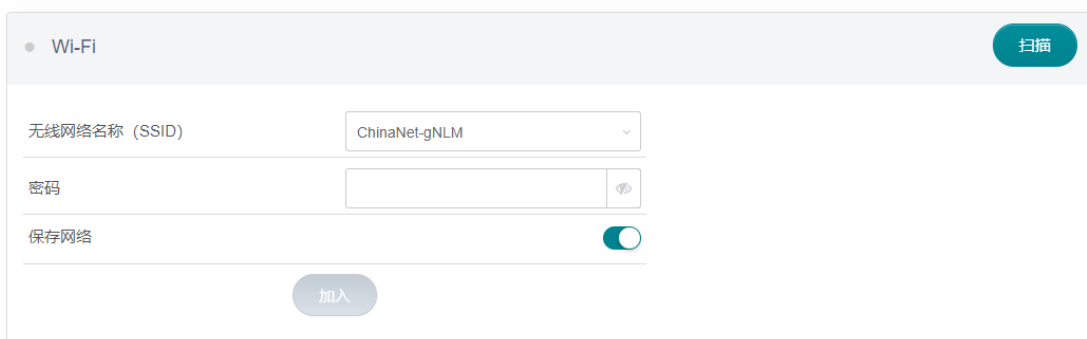 Wi-Fi
扫描
无线网络名称（SSID）
ChinaNet-gNLM
密码
保存网络
加入